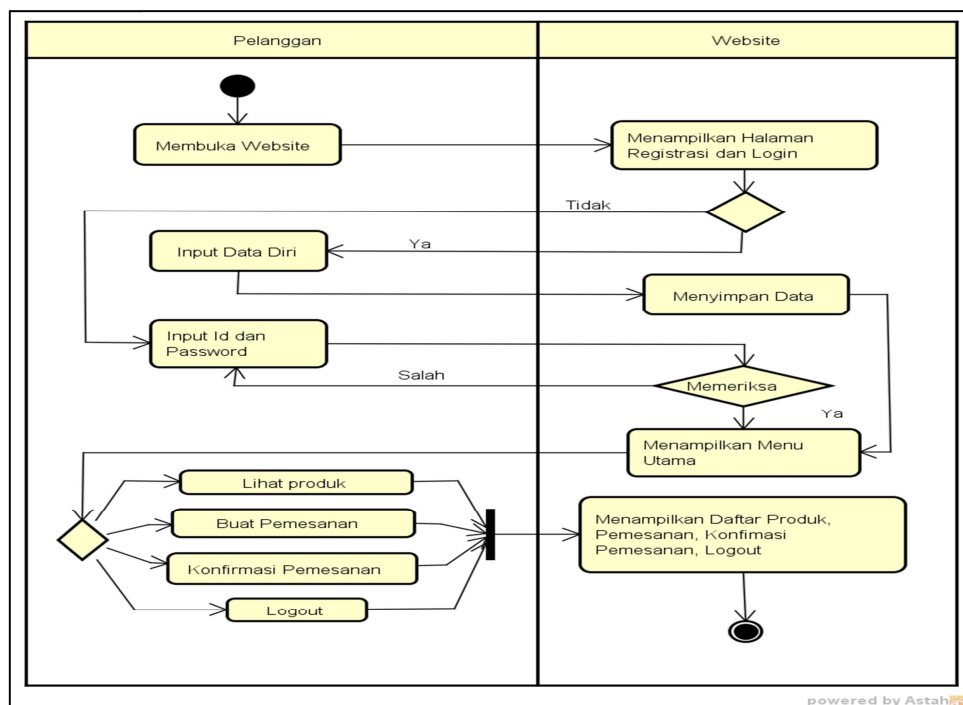 Pelanggan
Website
Membuka Website
Menampilkan Halaman
Registrasi dan Login
Tidak
Ya
Input Data Diri
Menyimpan Data
Input Id dan
Password
Salah
Memeriksa
Ya
Menampilkan Menu
Utama
Lihat produk
Buat Pemesanan
Konfirmasi Pemesanan
Logout
Menampilkan Daftar Produk,
Pemesanan, Konfimasi
Pemesanan, Logout
powered by Astah